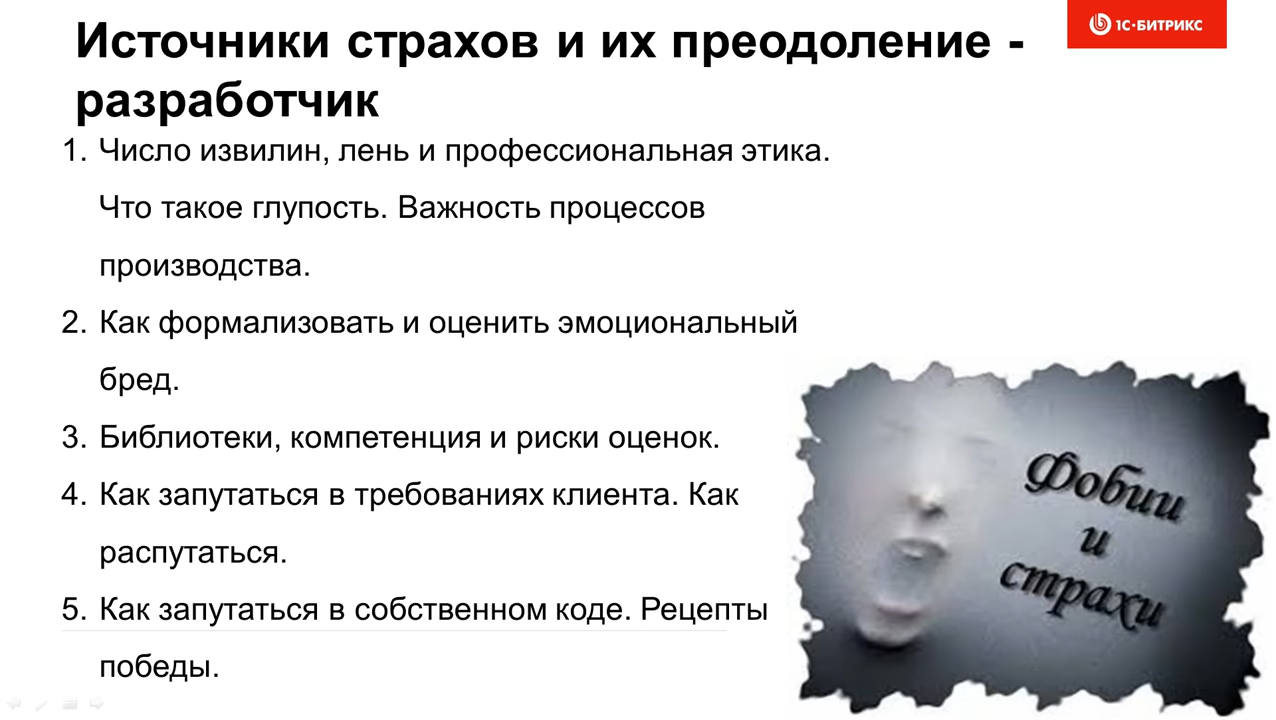 Источники страхов и их преодоление -
разработчик
1С·БИТРИКС
1. Число извилин, лень и профессиональная этика.
Что такое глупость. Важность процессов
производства.
2. Как формализовать и оценить эмоциональный
бред.
3. Библиотеки, компетенция и риски оценок.
4. Как запутаться в требованиях клиента. Как
распутаться.
5. Как запутаться в собственном коде. Рецепты
победы.
Фобии
и
страхи